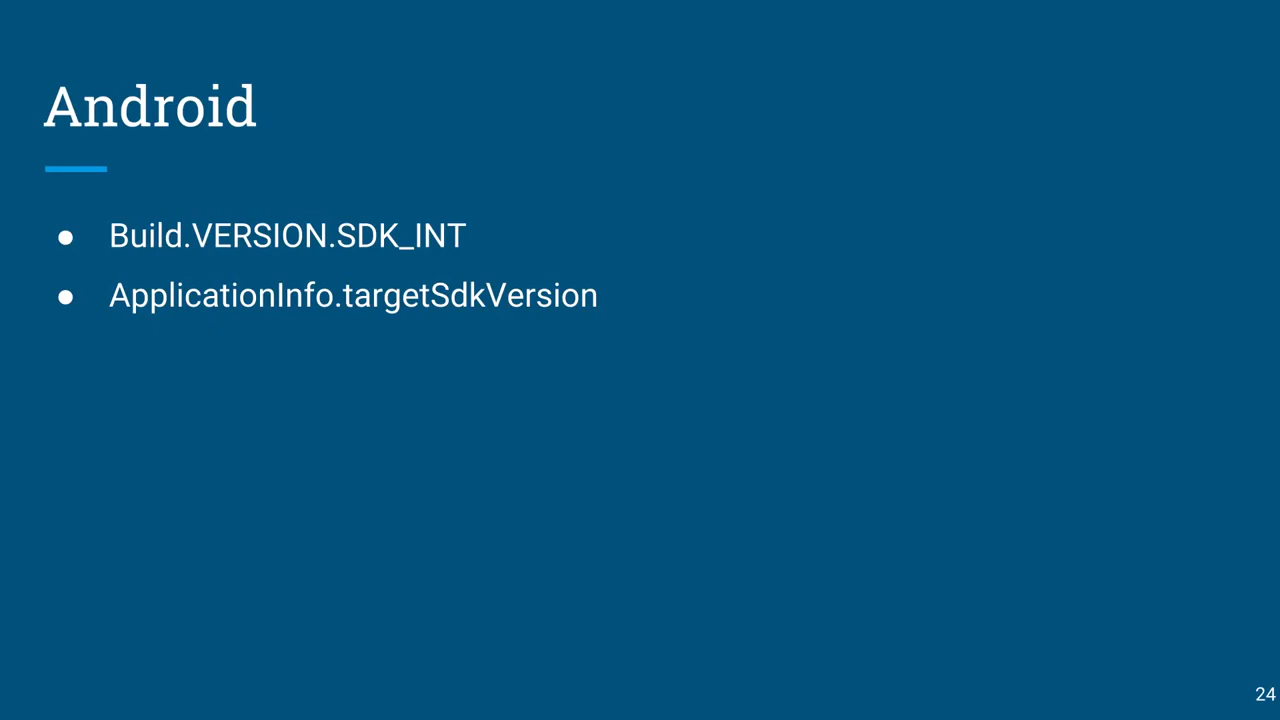 Android
● Build.VERSION.SDK_INT
● ApplicationInfo.targetSdkVersion
24